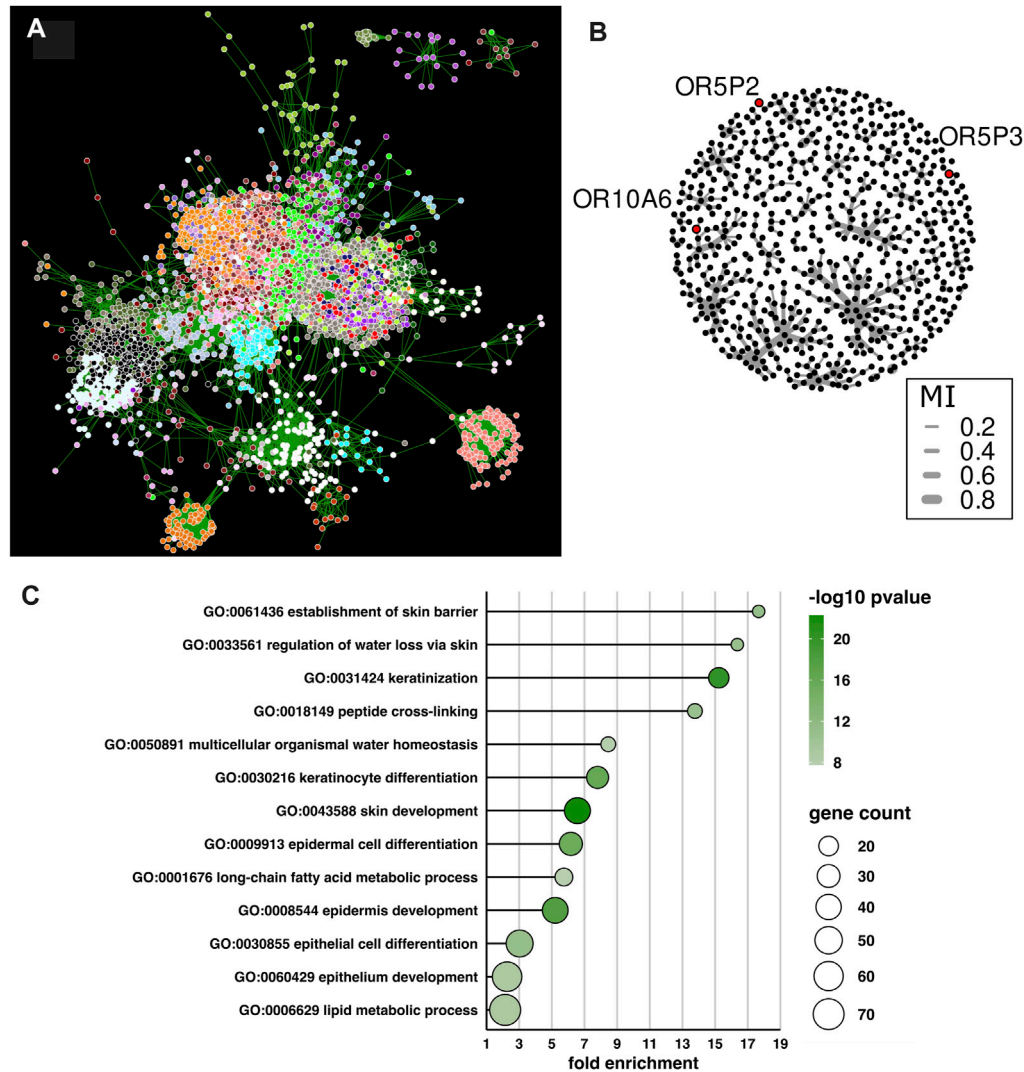 A
B
OR5P2
OR5P3
OR10A6
MI
0.2
0.4
0.6
0.8
C
GO:0061436 establishment of skin barrier
GO:0033561 regulation of water loss via skin
GO:0031424 keratinization
GO:0018149 peptide cross-linking
GO:0050891 multicellular organismal water homeostasis
GO:0030216 keratinocyte differentiation
GO:0043588 skin development
GO:0009913 epidermal cell differentiation
GO:0001676 long-chain fatty acid metabolic process
GO:0008544 epidermis development
GO:0030855 epithelial cell differentiation
GO:0060429 epithelium development
GO:0006629 lipid metabolic process
1 3 5 7 9 11 13 15 17 19
fold enrichment
-log10 pvalue
20
16
12
8
gene count
20
30
40
50
60
70